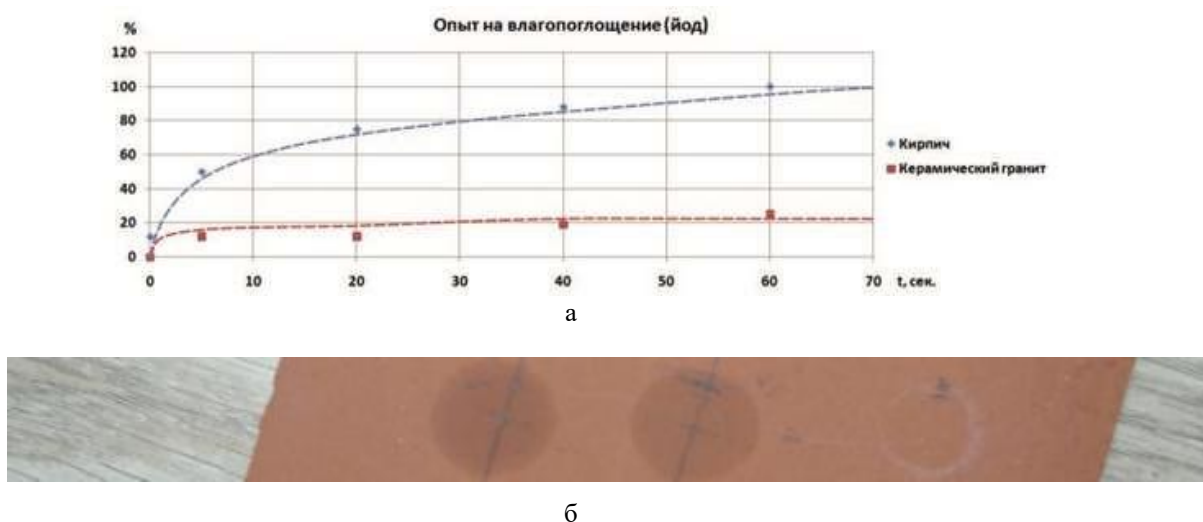 Опыт на влагопоглощение (йод)
%
120
100
80
60
40
20
0
0 10 20 30 40 50 60 70 t, сек.
Кирпич
Керамический гранит
а
б